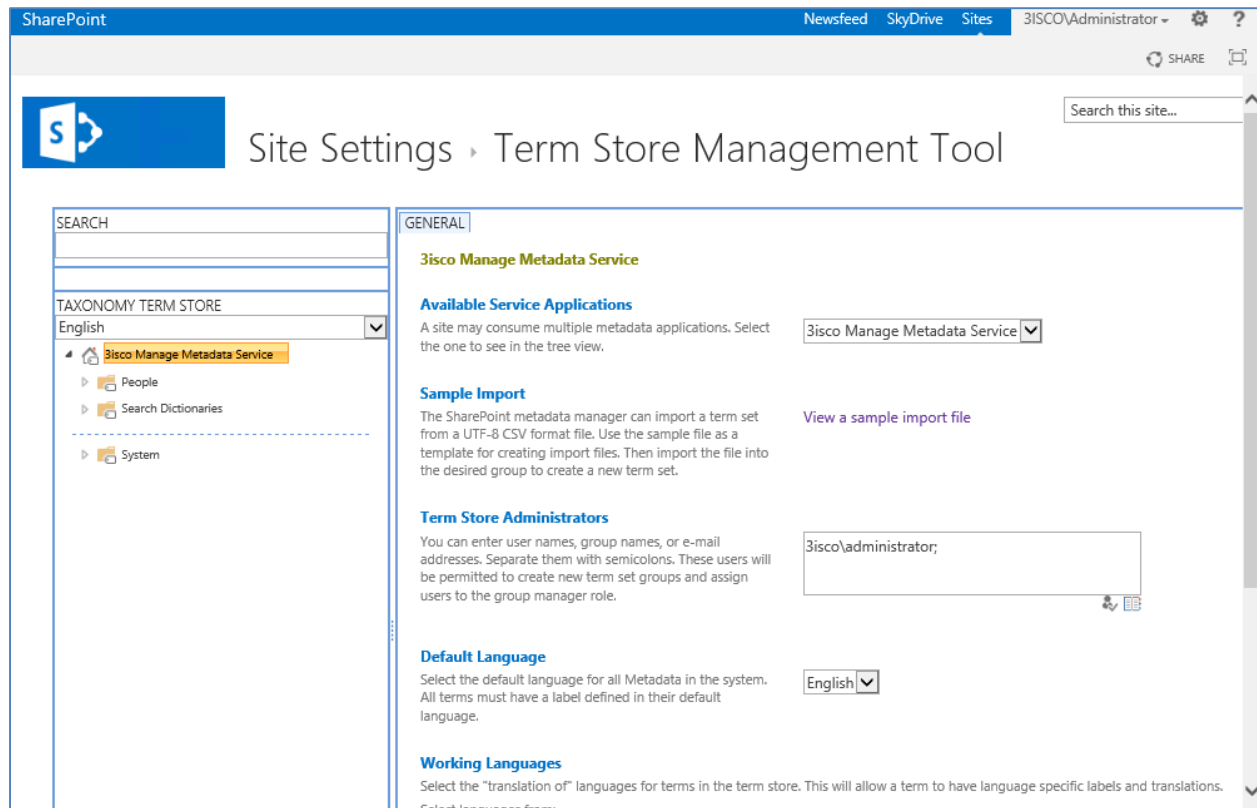 SharePoint
Newsfeed SkyDrive Sites 3ISCO\Administrator ?
SHARE
S
Search this site...
Site Settings › Term Store Management Tool
SEARCH
TAXONOMY TERM STORE
English
3isco Manage Metadata Service
People
Search Dictionaries
System
GENERAL
3isco Manage Metadata Service
Available Service Applications
A site may consume multiple metadata applications. Select
the one to see in the tree view.
3isco Manage Metadata Service
Sample Import
The SharePoint metadata manager can import a term set
from a UTF-8 CSV format file. Use the sample file as a
template for creating import files. Then import the file into
the desired group to create a new term set.
View a sample import file
Term Store Administrators
You can enter user names, group names, or e-mail
addresses. Separate them with semicolons. These users will
be permitted to create new term set groups and assign
users to the group manager role.
3isco\administrator;
Default Language
Select the default language for all Metadata in the system.
All terms must have a label defined in their default
language.
English
Working Languages
Select the "translation of" languages for terms in the term store. This will allow a term to have language specific labels and translations.
Select languages from: